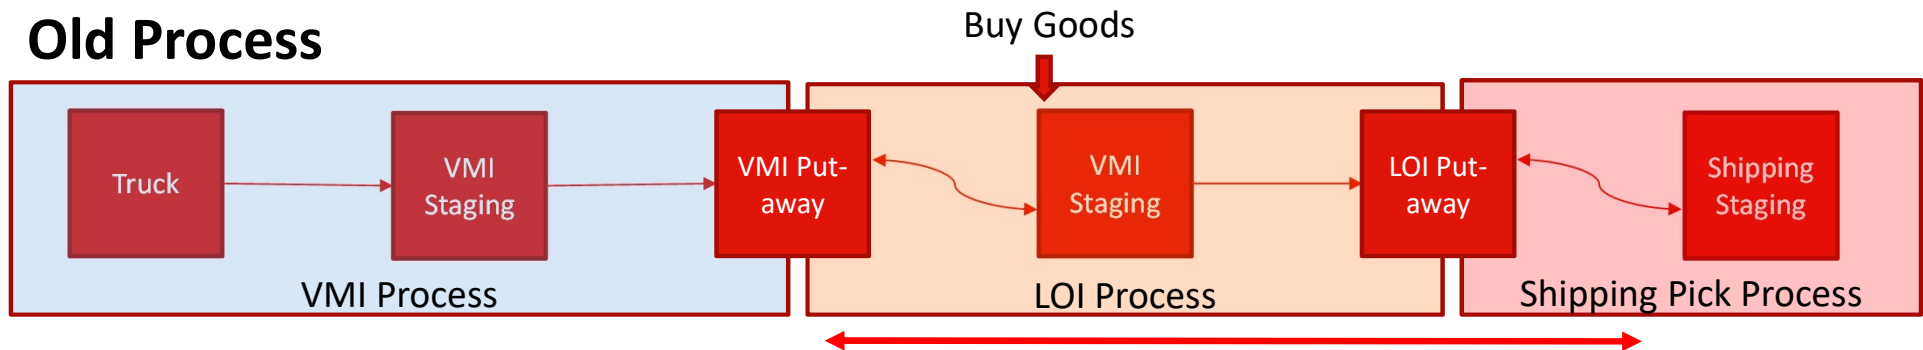 Old Process
Buy Goods
Truck
VMI
Staging
VMI Put-
away
VMI
Staging
LOI Put-
away
Shipping
Staging
VMI Process
LOI Process
Shipping Pick Process